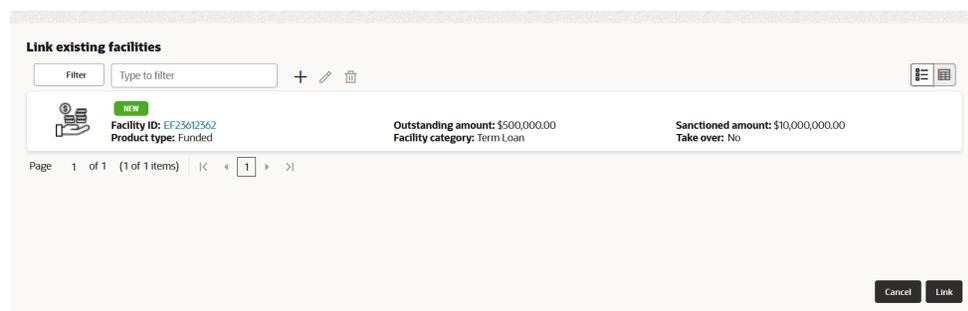 Link existing facilities
Filter Type to filter
NEW
Facility ID: EF23612362 Outstanding amount: $500,000.00 Sanctioned amount: $10,000,000.00
Product type: Funded Facility category: Term Loan Take over: No
Page 1 of 1 (1 of 1 items) 1
Cancel Link